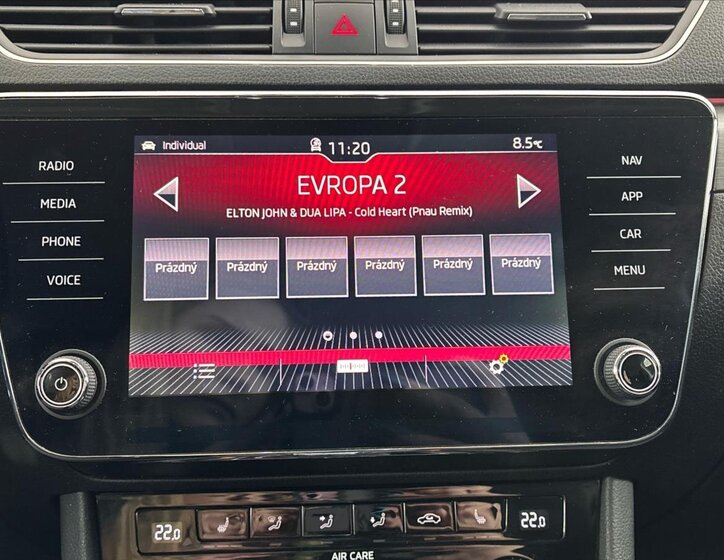 Individual 11:20 8.5°C
EVROPA 2
ELTON JOHN & DUA LIPA - Cold Heart (Pnau Remix)
Prázdný Prázdný Prázdný Prázdný Prázdný Prázdný
RADIO
MEDIA
PHONE
VOICE
NAV
APP
CAR
MENU
22.0 22.0
AIR CARE